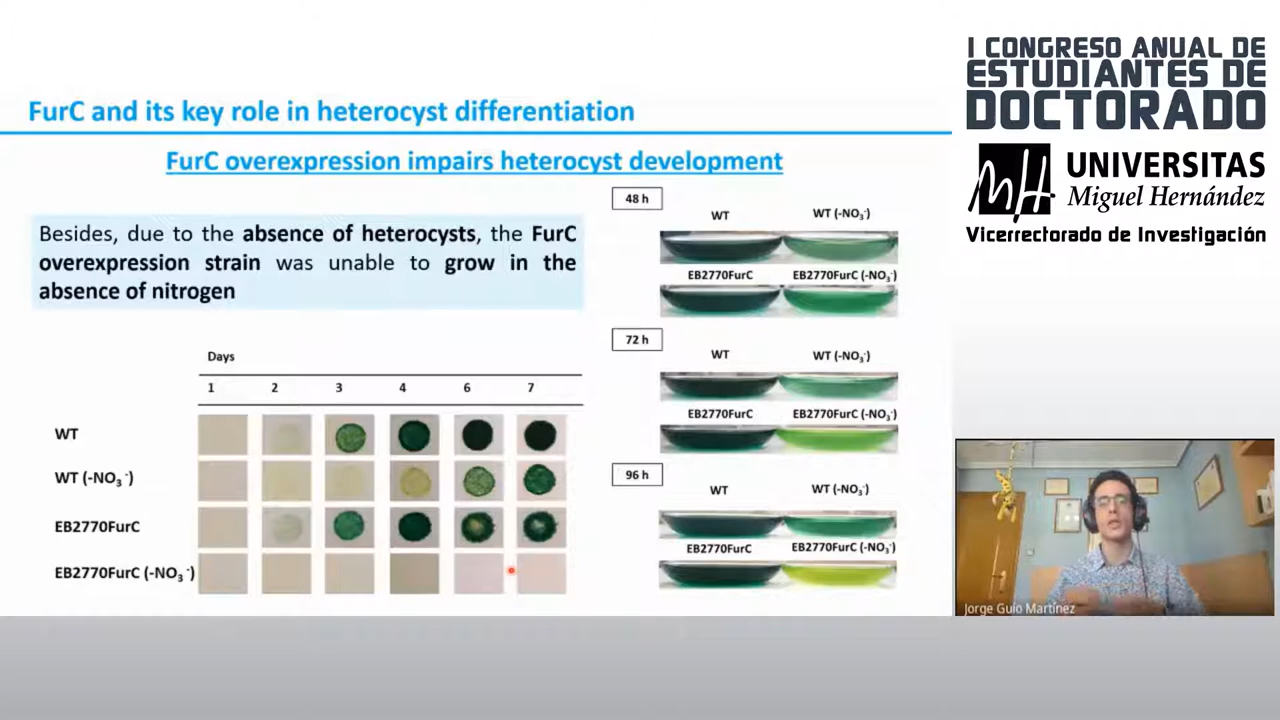 FurC and its key role in heterocyst differentiation
FurC overexpression impairs heterocyst development
Besides, due to the absence of heterocysts, the FurC
overexpression strain was unable to grow in the
absence of nitrogen
Days
1 2 3 4 6 7
WT
WT (-NO₃⁻)
EB2770FurC
EB2770FurC (-NO₃⁻)
48 h
WT WT (-NO₃⁻)
EB2770FurC EB2770FurC (-NO₃⁻)
72 h
WT WT (-NO₃⁻)
EB2770FurC EB2770FurC (-NO₃⁻)
96 h
WT WT (-NO₃⁻)
EB2770FurC EB2770FurC (-NO₃⁻)
I CONGRESO ANUAL DE
ESTUDIANTES DE
DOCTORADO
UNIVERSITAS
Miguel Hernández
Vicerrectorado de Investigación
Jorge Guio Martínez